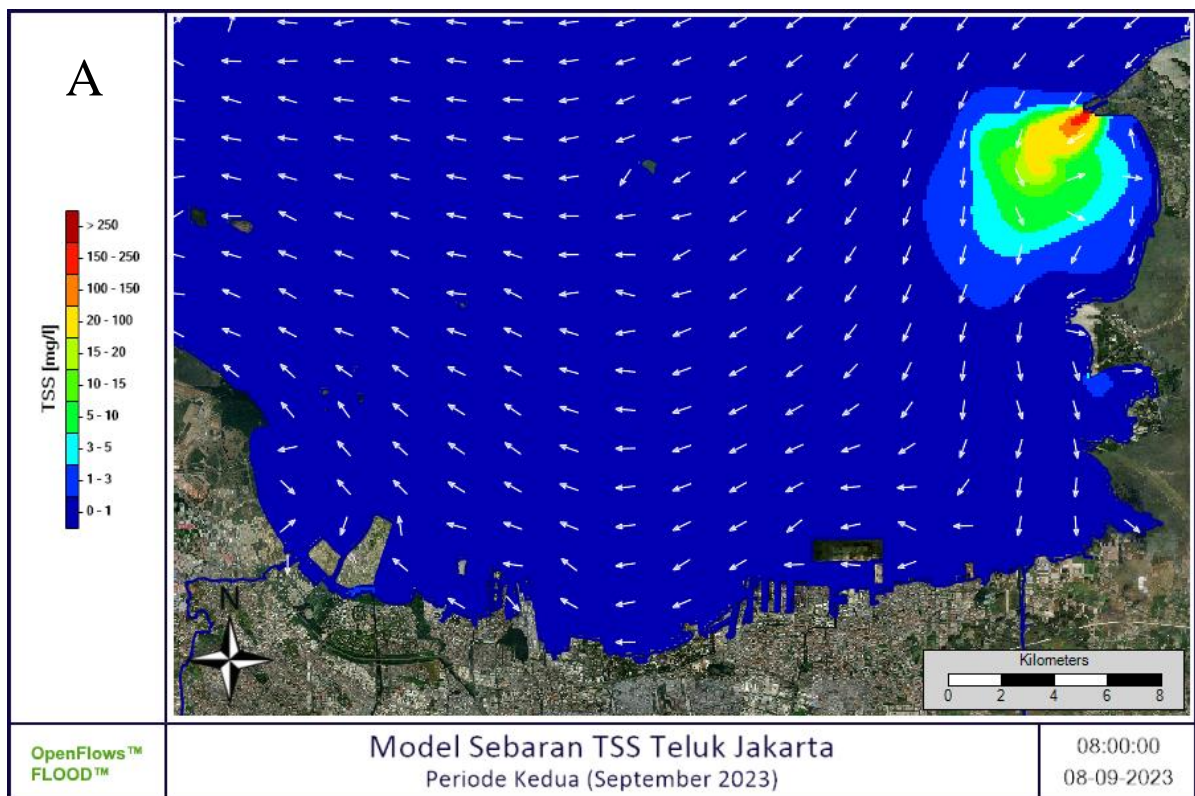 A
TSS [mg/l]
> 250
150 - 250
100 - 150
20 - 100
15 - 20
10 - 15
5 - 10
3 - 5
1 - 3
0 - 1
N
Kilometers
0 2 4 6 8
OpenFlows™
FLOOD™
Model Sebaran TSS Teluk Jakarta
Periode Kedua (September 2023)
08:00:00
08-09-2023